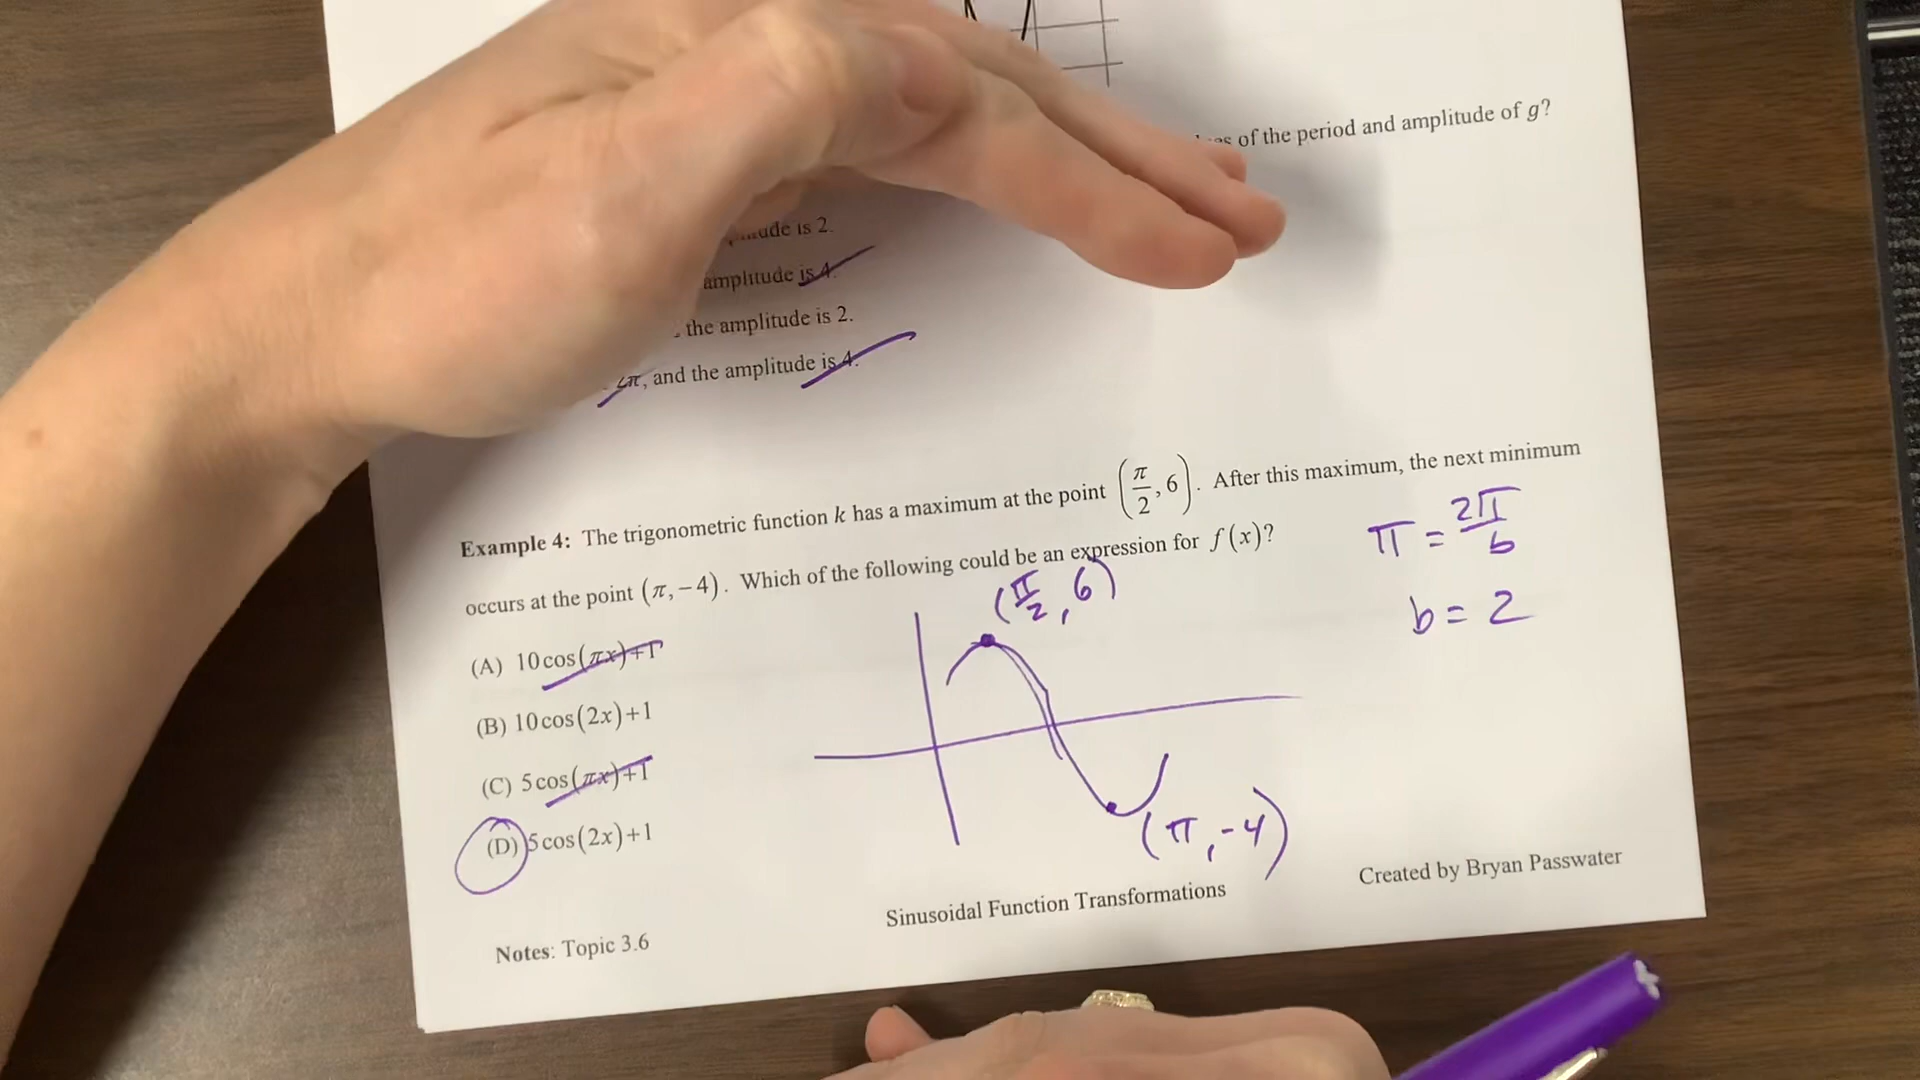 of the period and amplitude of g?
is 2.
amplitude is 4.
the amplitude is 2.
2π, and the amplitude is 4.
Example 4: The trigonometric function k has a maximum at the point (π/2, 6). After this maximum, the next minimum
occurs at the point (π, −4). Which of the following could be an expression for f(x)?
π = 2π/b
b = 2
(π/2, 6)
(A) 10cos(πx)+1
(B) 10cos(2x)+1
(C) 5cos(πx)+1
(D) 5cos(2x)+1
(π, -4)
Created by Bryan Passwater
Sinusoidal Function Transformations
Notes: Topic 3.6